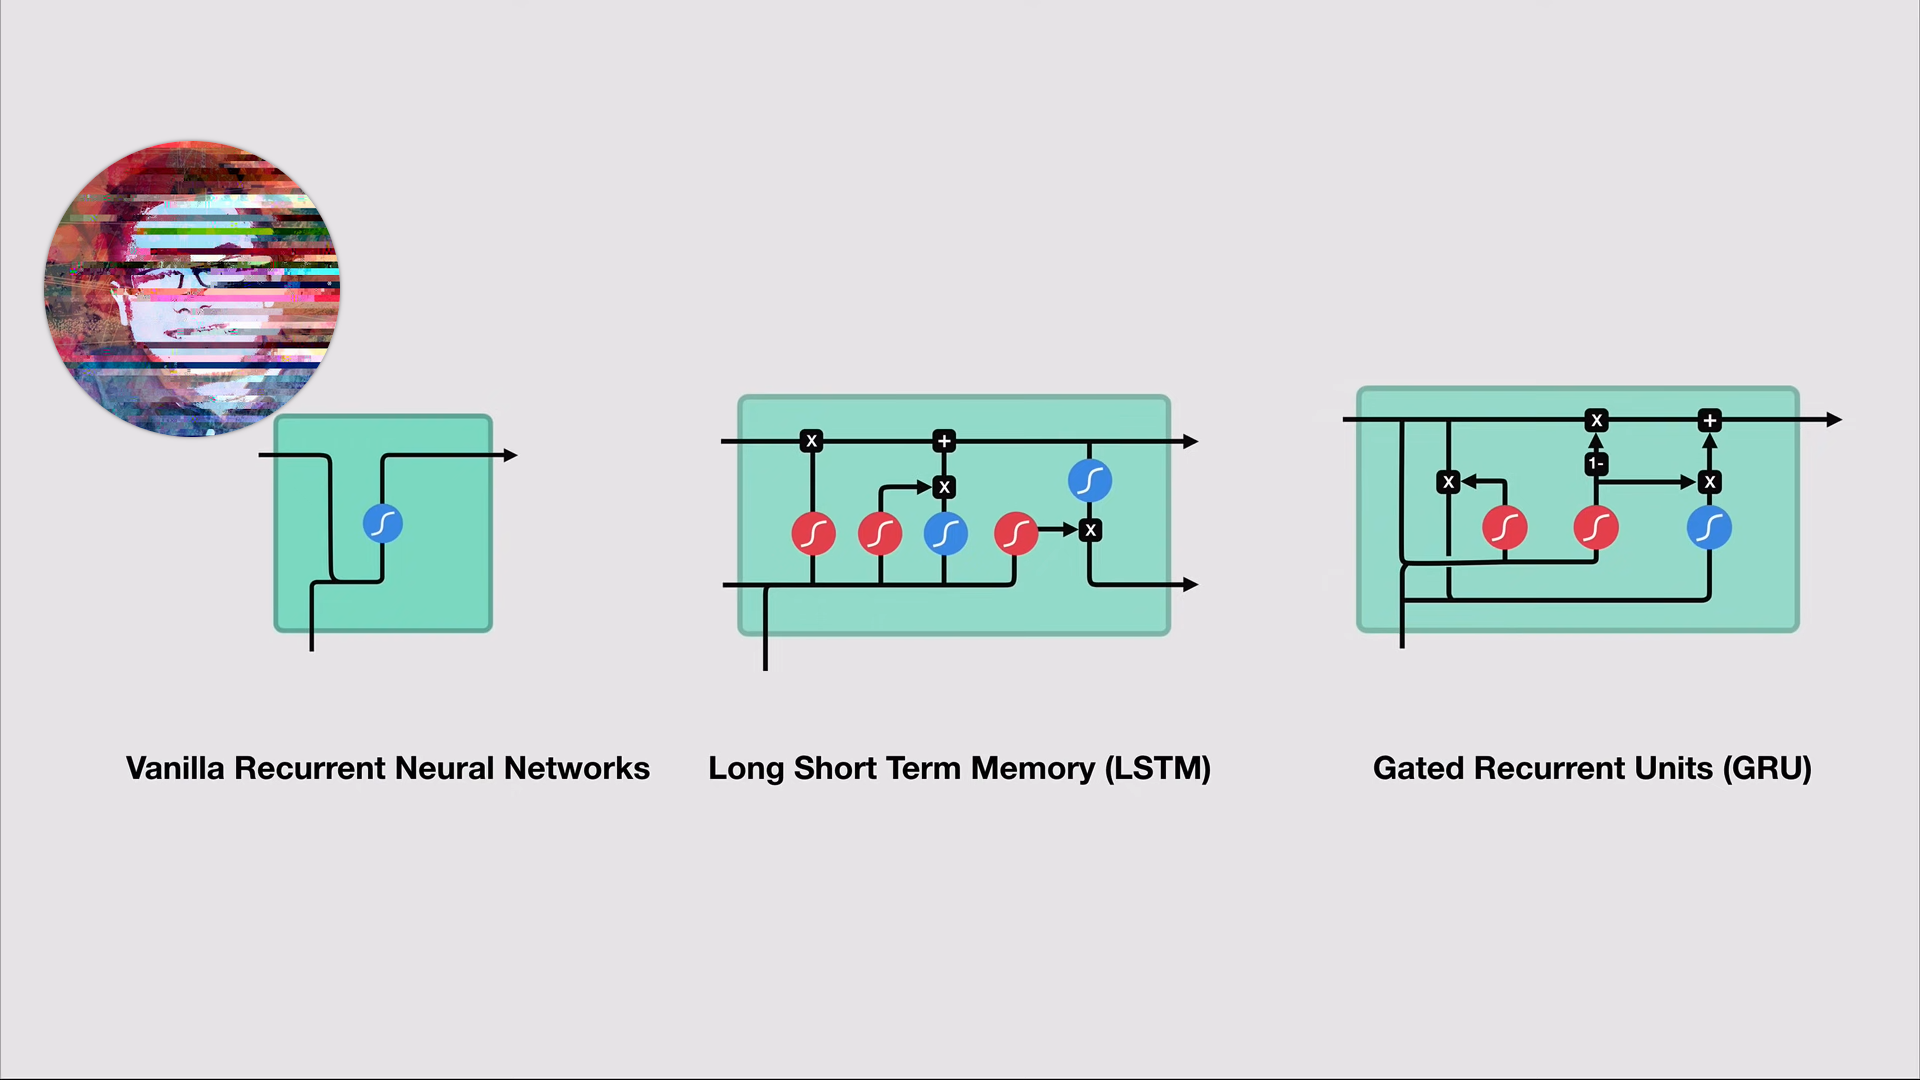 X
+
X
X
X
+
1-
X
X
Vanilla Recurrent Neural Networks
Long Short Term Memory (LSTM)
Gated Recurrent Units (GRU)